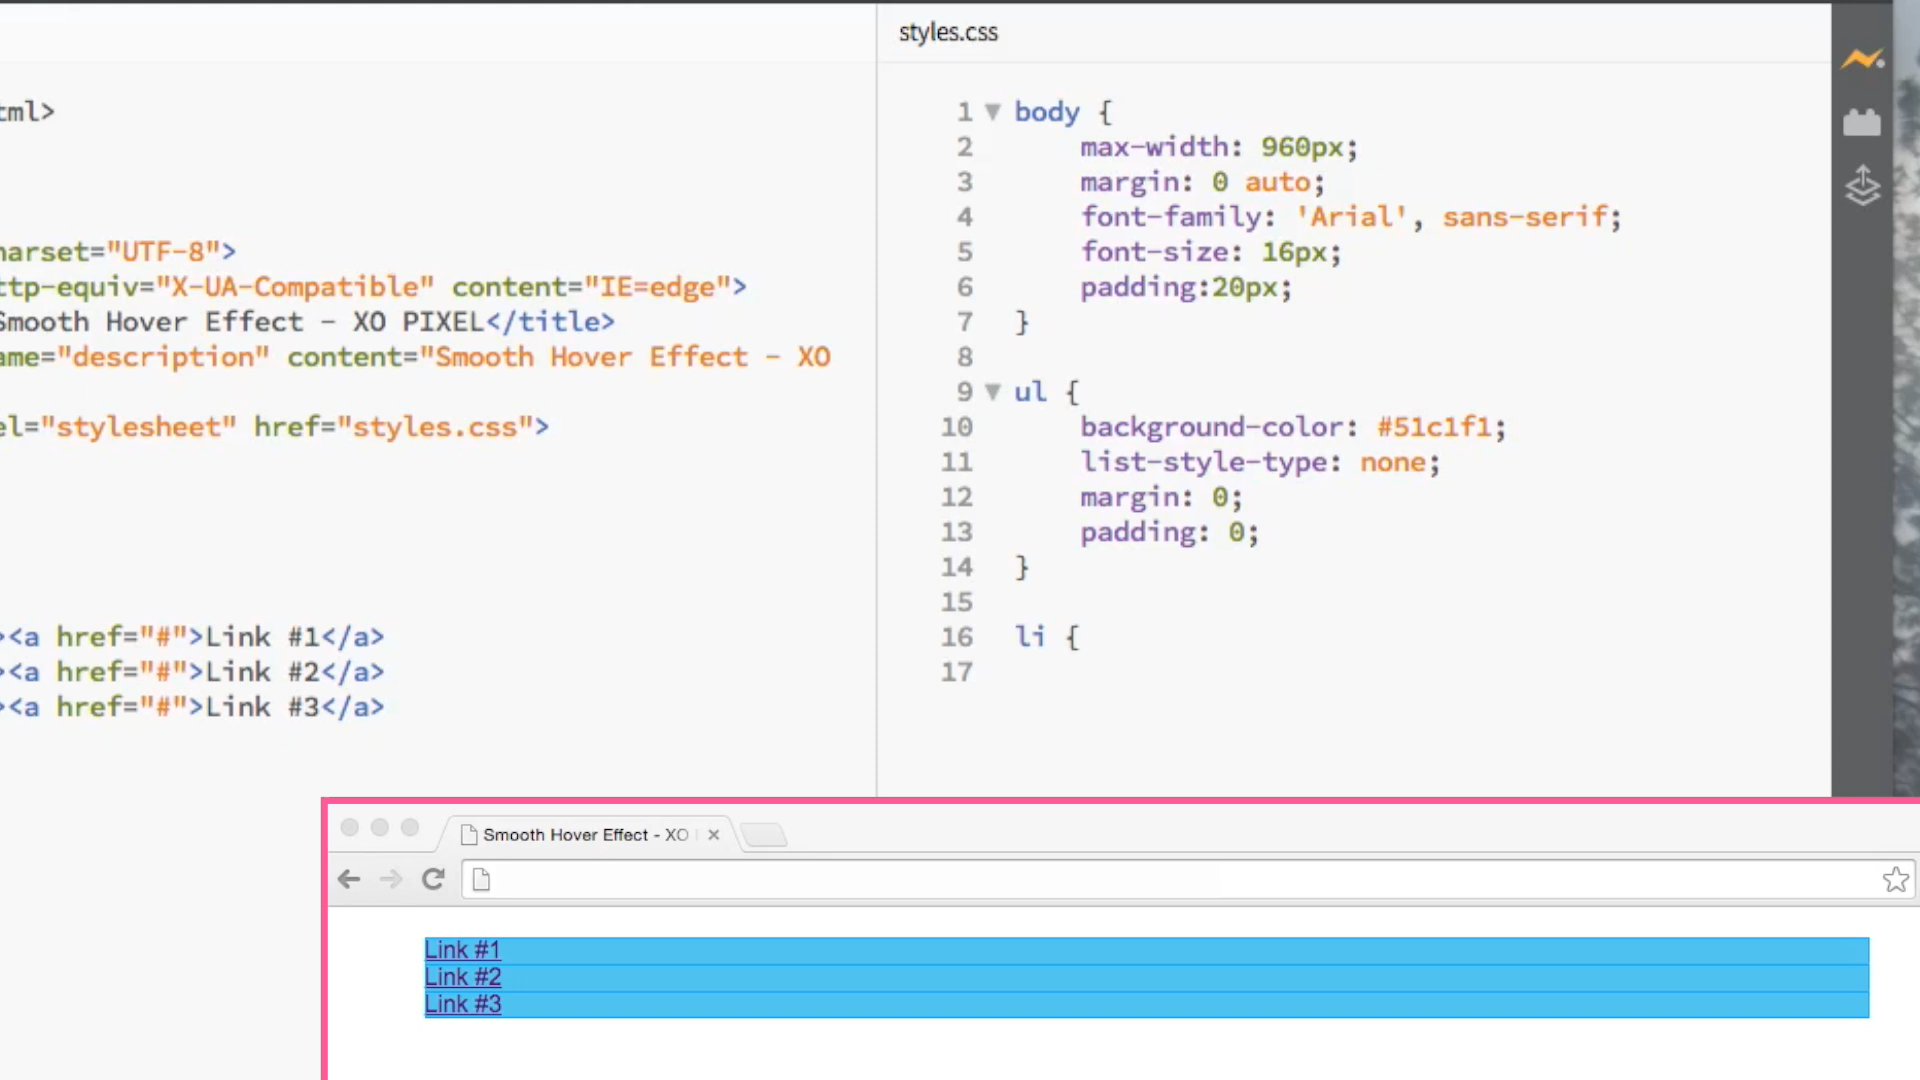 tml>
harset="UTF-8">
ttp-equiv="X-UA-Compatible" content="IE=edge">
Smooth Hover Effect - XO PIXEL</title>
ame="description" content="Smooth Hover Effect - XO
el="stylesheet" href="styles.css">
><a href="#">Link #1</a>
><a href="#">Link #2</a>
><a href="#">Link #3</a>
styles.css
1 body {
2 max-width: 960px;
3 margin: 0 auto;
4 font-family: 'Arial', sans-serif;
5 font-size: 16px;
6 padding:20px;
7 }
8
9 ul {
10 background-color: #51c1f1;
11 list-style-type: none;
12 margin: 0;
13 padding: 0;
14 }
15
16 li {
17
Smooth Hover Effect - XO
Link #1
Link #2
Link #3